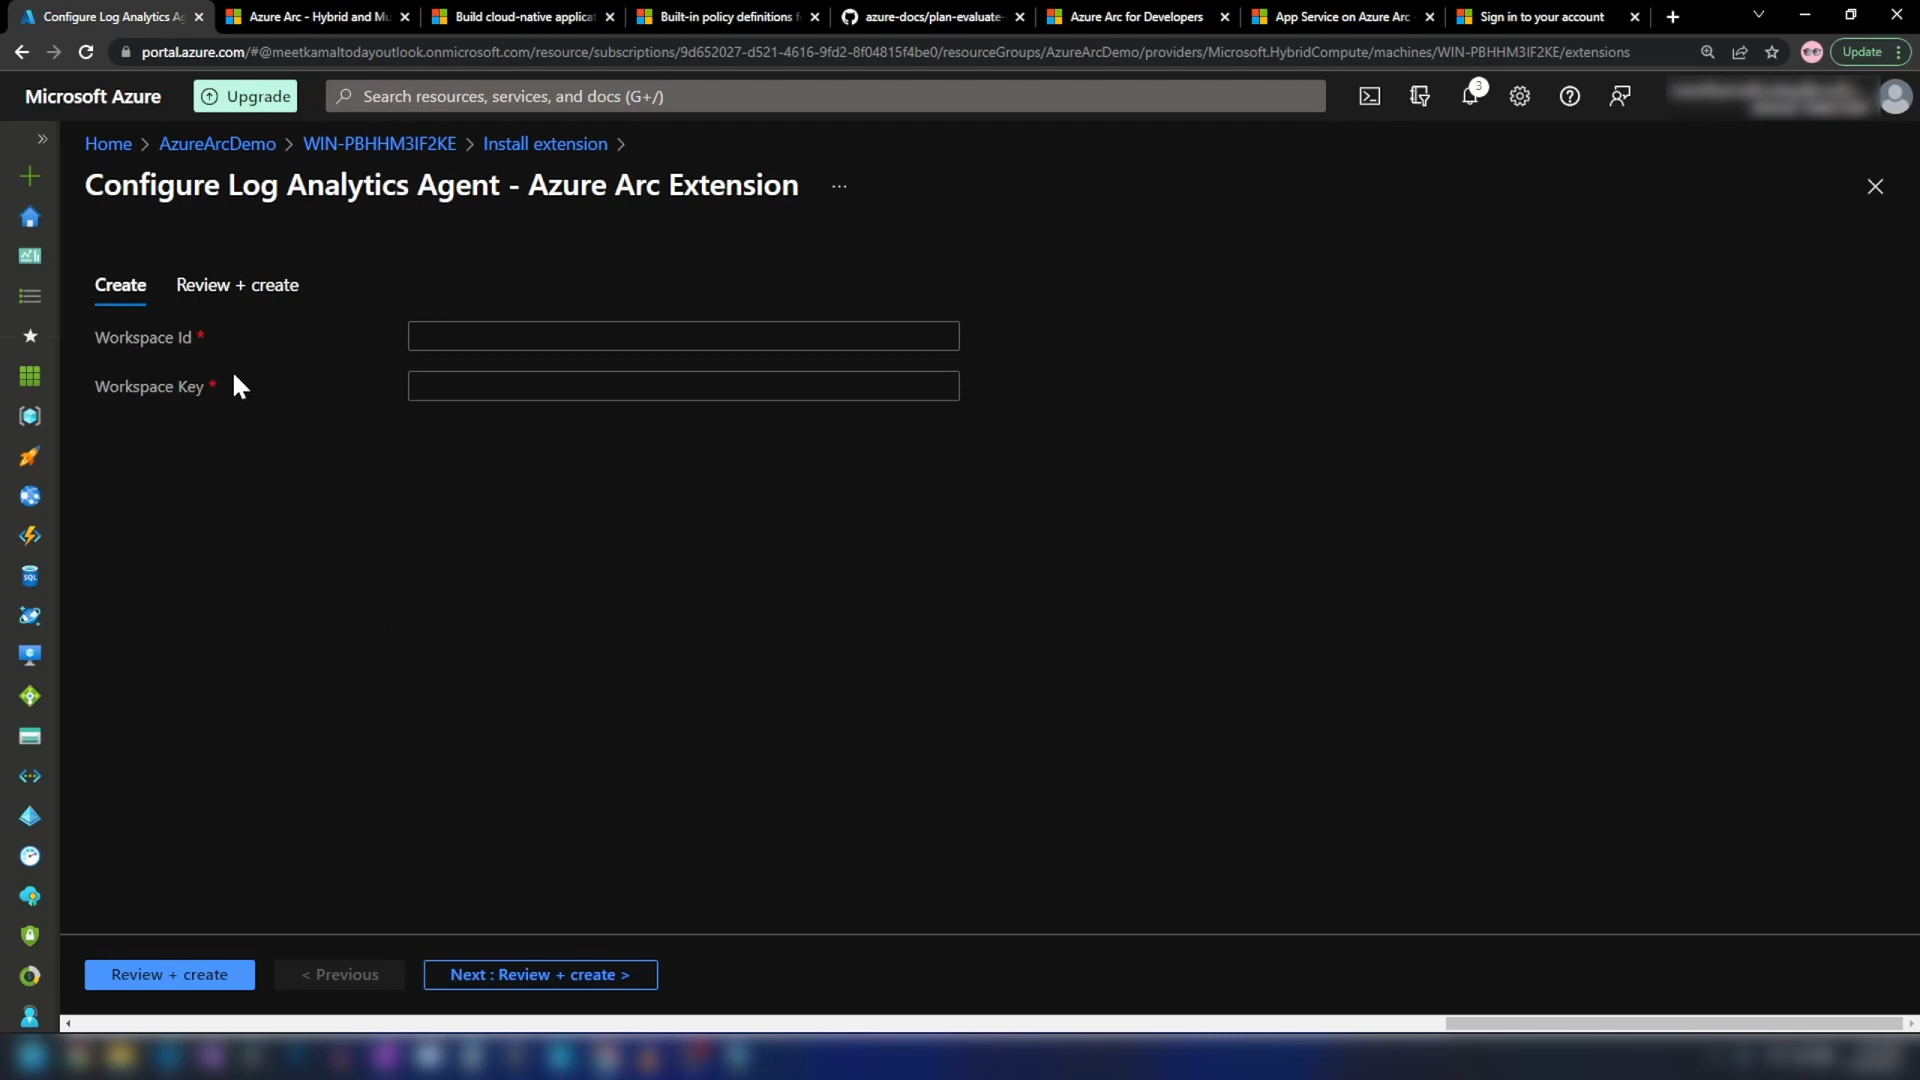 Configure Log Analytics Ag
Azure Arc - Hybrid and Mu
Build cloud-native applicat
Built-in policy definitions f
azure-docs/plan-evaluate-
Azure Arc for Developers
App Service on Azure Arc -
Sign in to your account
portal.azure.com/#@meetkamaltodayoutlook.onmicrosoft.com/resource/subscriptions/9d652027-d521-4616-9fd2-8f04815f4be0/resourceGroups/AzureArcDemo/providers/Microsoft.HybridCompute/machines/WIN-PBHHM3IF2KE/extensions
Update
Microsoft Azure
Upgrade
Search resources, services, and docs (G+/)
3
Home > AzureArcDemo > WIN-PBHHM3IF2KE > Install extension >
Configure Log Analytics Agent - Azure Arc Extension ...
Create
Review + create
Workspace Id *
Workspace Key *
SQL
Review + create
< Previous
Next : Review + create >